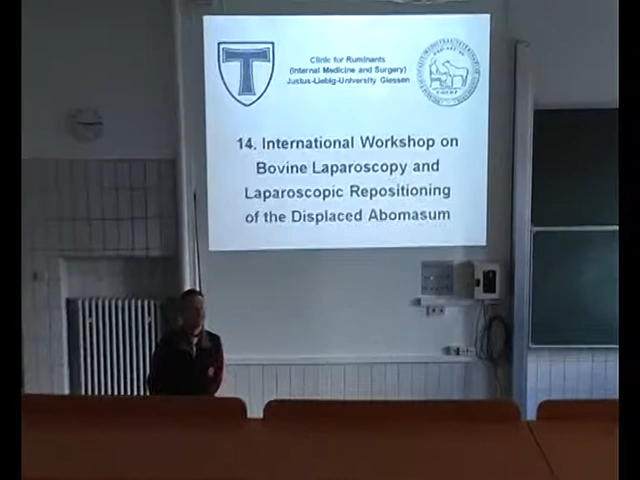 T
Clinic for Ruminants
(Internal Medicine and Surgery)
Justus-Liebig-University Giessen
14. International Workshop on
Bovine Laparoscopy and
Laparoscopic Repositioning
of the Displaced Abomasum